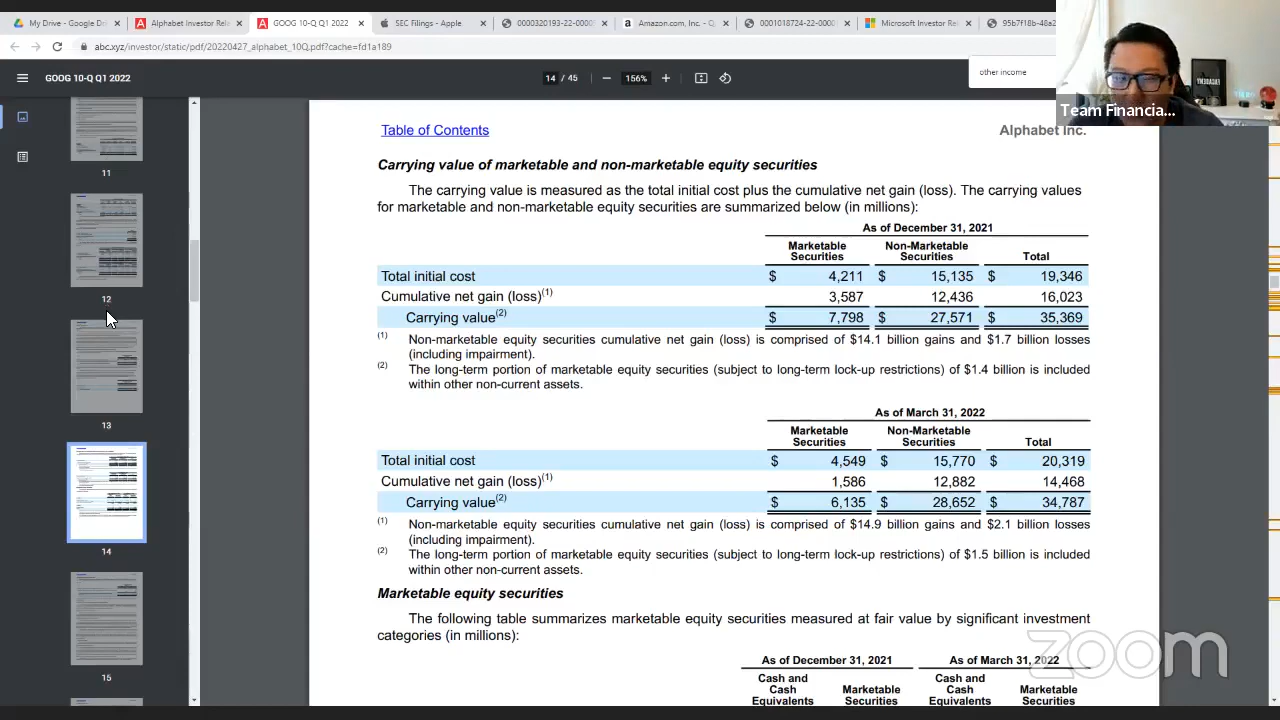 My Drive - Google D
Alphabet Investor Rel
GOOG 10-Q Q1 2022
SEC Filings - Apple
0000320193-22-0000
Amazon.com, Inc. - Q
0001018724-22-0000
Microsoft Investor Re
95b7f18b-48a2
abc.xyz/investor/static/pdf/20220427_alphabet_10Q.pdf?cache=fd1a189
GOOG 10-Q Q1 2022
14 / 45
156%
other income
Team Financia...
11
12
13
14
15
Table of Contents
Alphabet Inc.
Carrying value of marketable and non-marketable equity securities
The carrying value is measured as the total initial cost plus the cumulative net gain (loss). The carrying values
for marketable and non-marketable equity securities are summarized below (in millions):
As of December 31, 2021
Marketable Securities Non-Marketable Securities Total
Total initial cost $ 4,211 $ 15,135 $ 19,346
Cumulative net gain (loss)(1) 3,587 12,436 16,023
Carrying value(2) $ 7,798 $ 27,571 $ 35,369
(1) Non-marketable equity securities cumulative net gain (loss) is comprised of $14.1 billion gains and $1.7 billion losses
(including impairment).
(2) The long-term portion of marketable equity securities (subject to long-term lock-up restrictions) of $1.4 billion is included
within other non-current assets.
As of March 31, 2022
Marketable Securities Non-Marketable Securities Total
Total initial cost $ 4,549 $ 15,770 $ 20,319
Cumulative net gain (loss)(1) 1,586 12,882 14,468
Carrying value(2) $ 6,135 $ 28,652 $ 34,787
(1) Non-marketable equity securities cumulative net gain (loss) is comprised of $14.9 billion gains and $2.1 billion losses
(including impairment).
(2) The long-term portion of marketable equity securities (subject to long-term lock-up restrictions) of $1.5 billion is included
within other non-current assets.
Marketable equity securities
The following table summarizes marketable equity securities measured at fair value by significant investment
categories (in millions):
As of December 31, 2021 As of March 31, 2022
Cash and Cash Equivalents Marketable Securities Cash and Cash Equivalents Marketable Securities
zoom